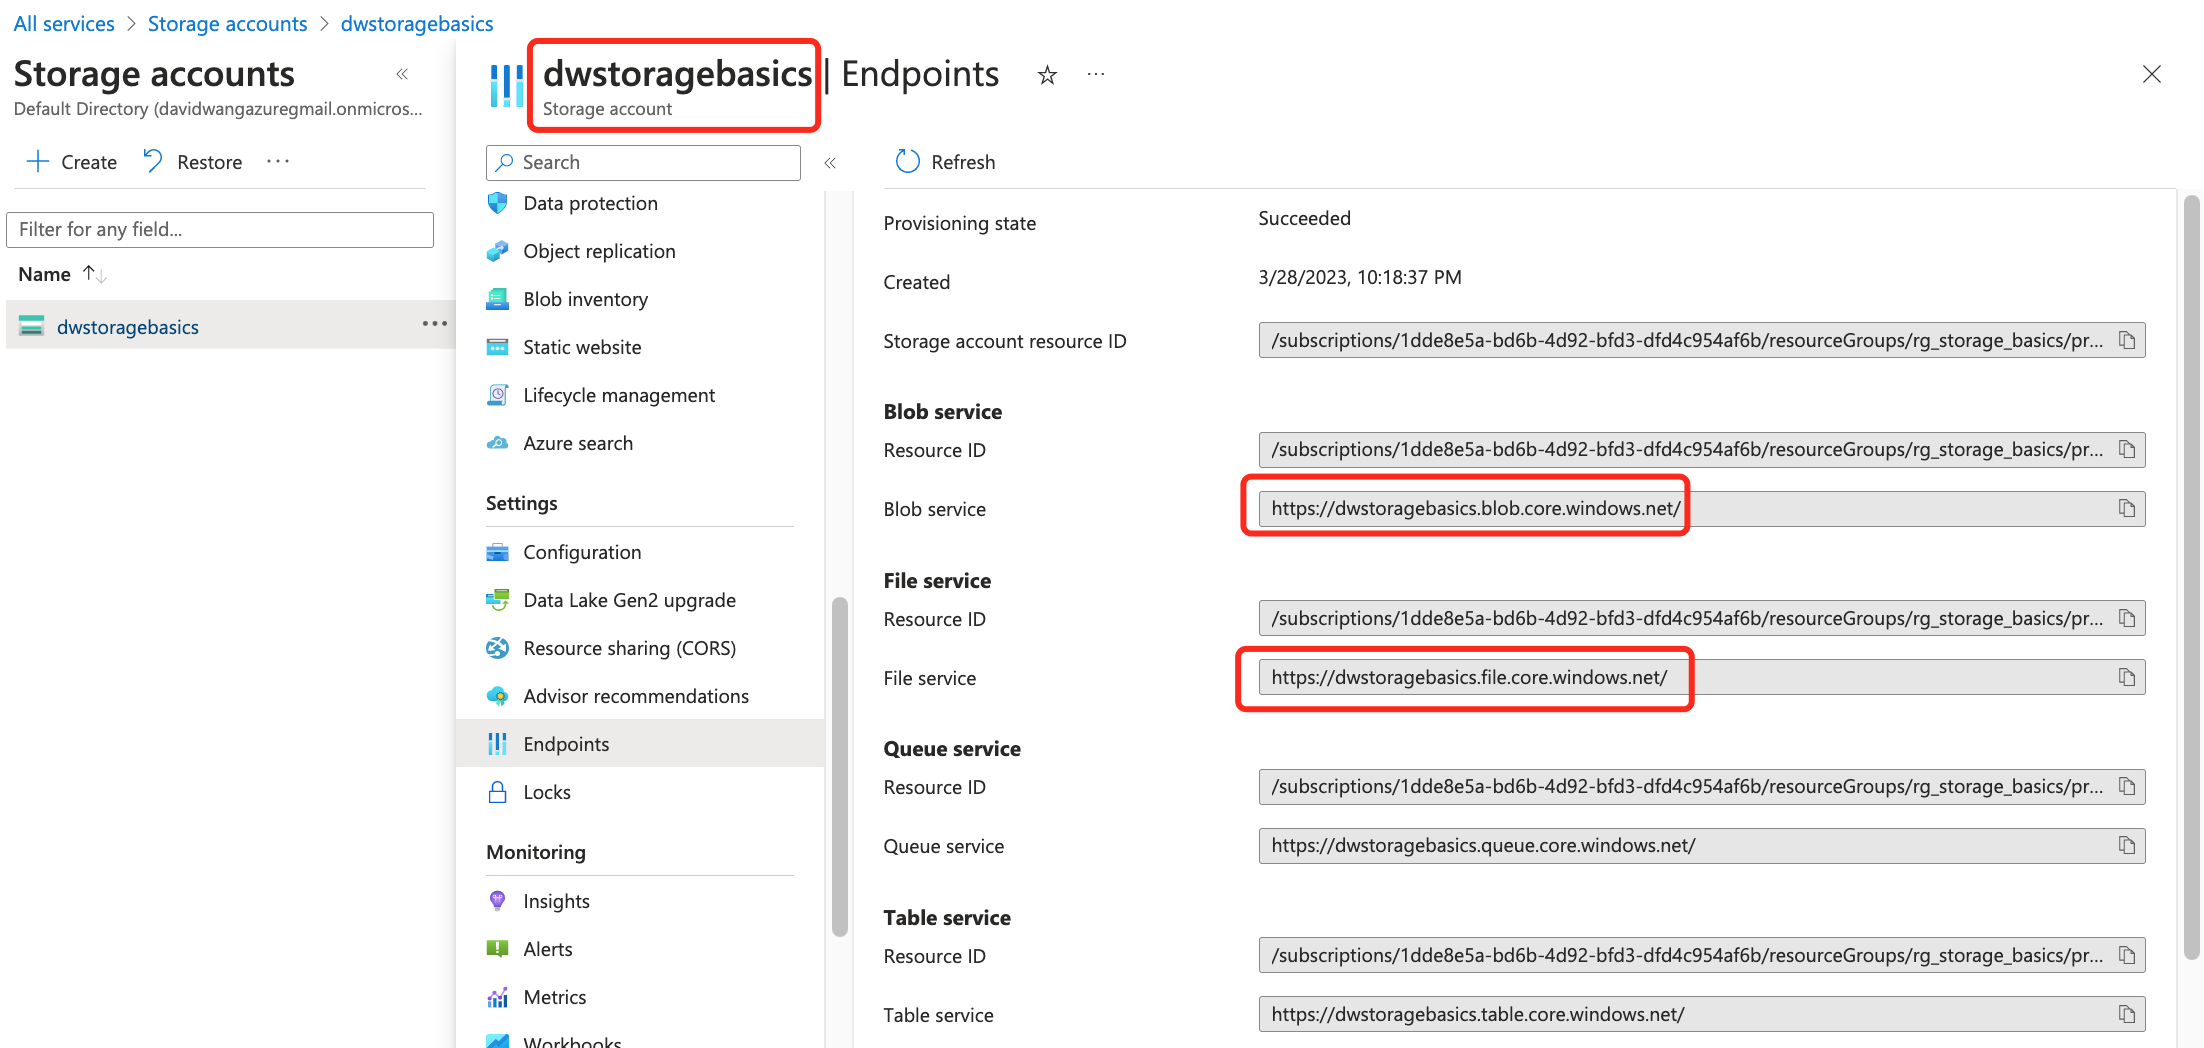 All services > Storage accounts > dwstoragebasics
Storage accounts
Default Directory (davidwangazuregmail.onmicros...
Create Restore ...
Filter for any field...
Name
dwstoragebasics
dwstoragebasics | Endpoints
Storage account
Search
Data protection
Object replication
Blob inventory
Static website
Lifecycle management
Azure search
Settings
Configuration
Data Lake Gen2 upgrade
Resource sharing (CORS)
Advisor recommendations
Endpoints
Locks
Monitoring
Insights
Alerts
Metrics
Workbooks
Refresh
Provisioning state Succeeded
Created 3/28/2023, 10:18:37 PM
Storage account resource ID /subscriptions/1dde8e5a-bd6b-4d92-bfd3-dfd4c954af6b/resourceGroups/rg_storage_basics/pr...
Blob service
Resource ID /subscriptions/1dde8e5a-bd6b-4d92-bfd3-dfd4c954af6b/resourceGroups/rg_storage_basics/pr...
Blob service https://dwstoragebasics.blob.core.windows.net/
File service
Resource ID /subscriptions/1dde8e5a-bd6b-4d92-bfd3-dfd4c954af6b/resourceGroups/rg_storage_basics/pr...
File service https://dwstoragebasics.file.core.windows.net/
Queue service
Resource ID /subscriptions/1dde8e5a-bd6b-4d92-bfd3-dfd4c954af6b/resourceGroups/rg_storage_basics/pr...
Queue service https://dwstoragebasics.queue.core.windows.net/
Table service
Resource ID /subscriptions/1dde8e5a-bd6b-4d92-bfd3-dfd4c954af6b/resourceGroups/rg_storage_basics/pr...
Table service https://dwstoragebasics.table.core.windows.net/